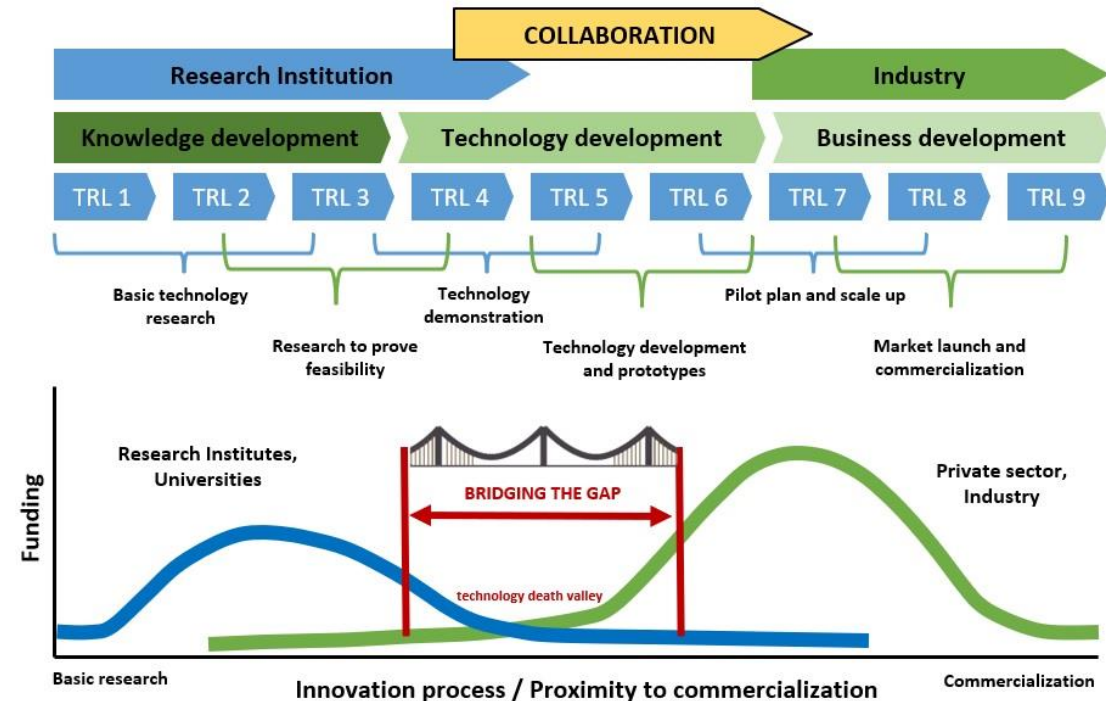 COLLABORATION
Research Institution
Industry
Knowledge development
Technology development
Business development
TRL 1
TRL 2
TRL 3
TRL 4
TRL 5
TRL 6
TRL 7
TRL 8
TRL 9
Basic technology
research
Technology
demonstration
Pilot plan and scale up
Research to prove
feasibility
Technology development
and prototypes
Market launch and
commercialization
Funding
Research Institutes,
Universities
BRIDGING THE GAP
technology death valley
Private sector,
Industry
Basic research
Innovation process / Proximity to commercialization
Commercialization